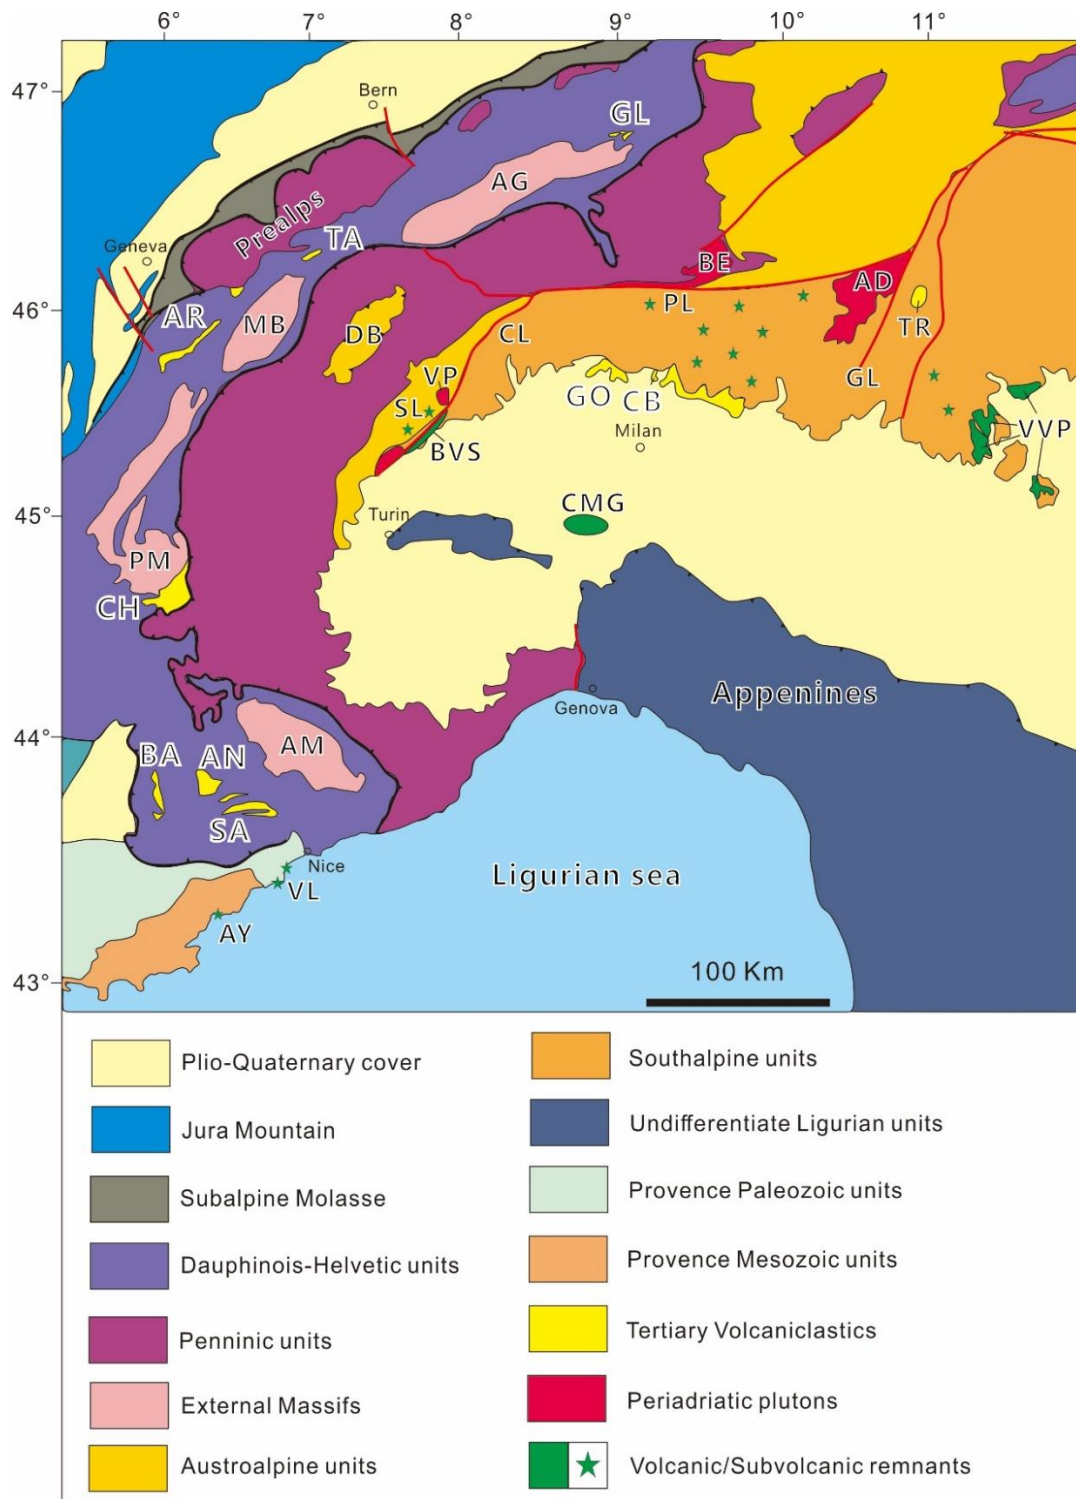 6° 7° 8° 9° 10° 11°
47°
Bern
GL
AG
Prealps
TA
Geneva
BE
AD
46°
AR
MB
PL
TR
DB
CL
VP
GL
SL
GO CB
Milan
BVS
VVP
45°
Turin
CMG
PM
CH
Appenines
Genova
44°
BA AN AM
SA
Nice
Ligurian sea
VL
AY
43°
100 Km
Plio-Quaternary cover
Jura Mountain
Subalpine Molasse
Dauphinois-Helvetic units
Penninic units
External Massifs
Austroalpine units
Southalpine units
Undifferentiate Ligurian units
Provence Paleozoic units
Provence Mesozoic units
Tertiary Volcaniclastics
Periadriatic plutons
Volcanic/Subvolcanic remnants